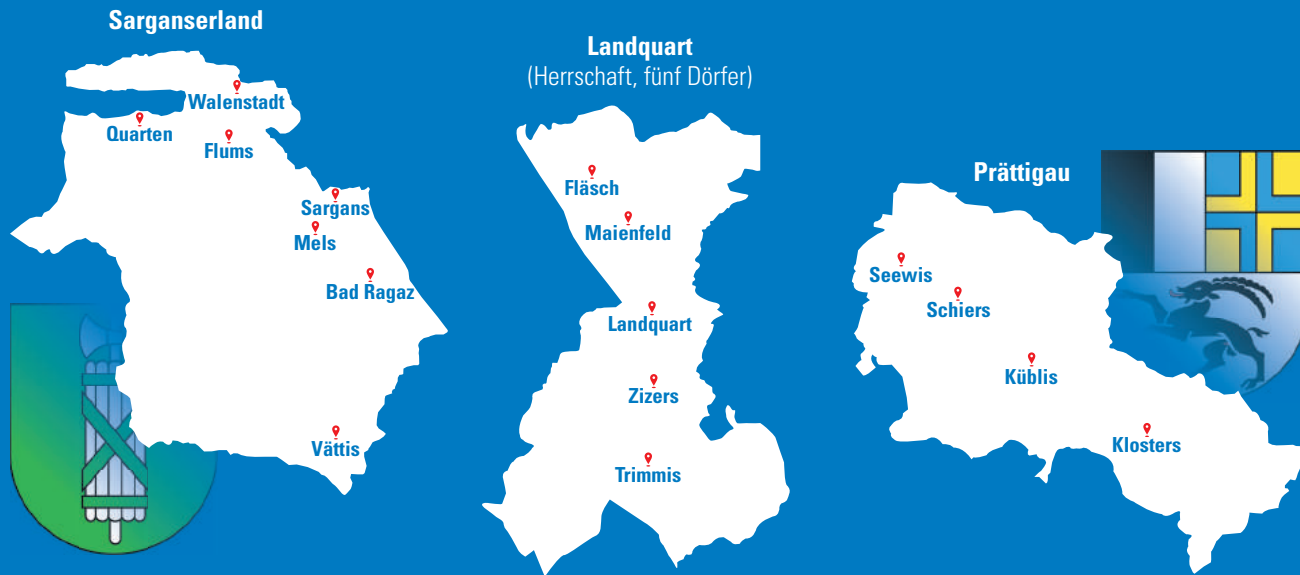 Sarganserland
Walenstadt
Quarten
Flums
Sargans
Mels
Bad Ragaz
Vättis
Landquart
(Herrschaft, fünf Dörfer)
Fläsch
Maienfeld
Landquart
Zizers
Trimmis
Prättigau
Seewis
Schiers
Küblis
Klosters